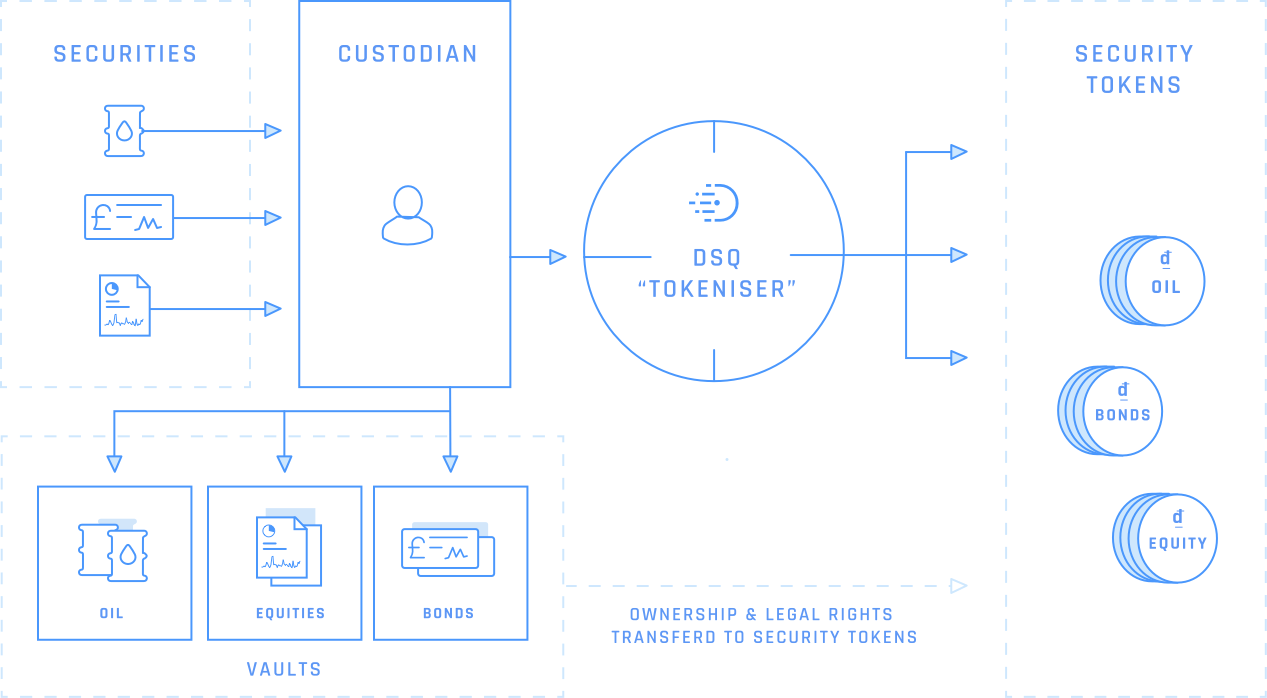 SECURITIES
CUSTODIAN
SECURITY
TOKENS
£
DSQ
“TOKENISER”
đ
OIL
đ
BONDS
đ
EQUITY
£
OIL
EQUITIES
BONDS
VAULTS
OWNERSHIP & LEGAL RIGHTS
TRANSFERD TO SECURITY TOKENS